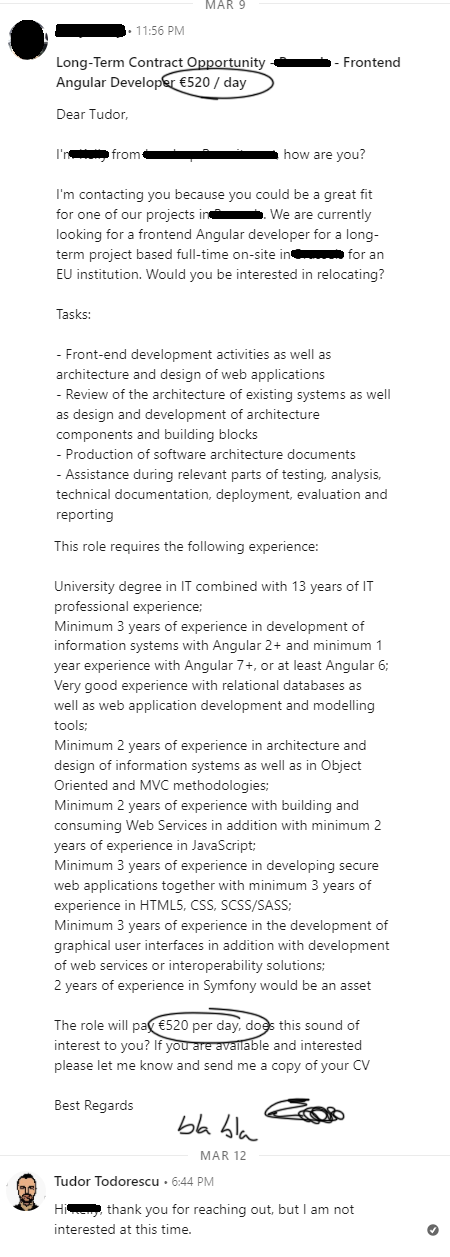 MAR 9
• 11:56 PM
Long-Term Contract Opportunity - - Frontend
Angular Developer €520 / day
Dear Tudor,
I'm from how are you?
I'm contacting you because you could be a great fit
for one of our projects in . We are currently
looking for a frontend Angular developer for a long-
term project based full-time on-site in for an
EU institution. Would you be interested in relocating?
Tasks:
- Front-end development activities as well as
architecture and design of web applications
- Review of the architecture of existing systems as well
as design and development of architecture
components and building blocks
- Production of software architecture documents
- Assistance during relevant parts of testing, analysis,
technical documentation, deployment, evaluation and
reporting
This role requires the following experience:
University degree in IT combined with 13 years of IT
professional experience;
Minimum 3 years of experience in development of
information systems with Angular 2+ and minimum 1
year experience with Angular 7+, or at least Angular 6;
Very good experience with relational databases as
well as web application development and modelling
tools;
Minimum 2 years of experience in architecture and
design of information systems as well as in Object
Oriented and MVC methodologies;
Minimum 2 years of experience with building and
consuming Web Services in addition with minimum 2
years of experience in JavaScript;
Minimum 3 years of experience in developing secure
web applications together with minimum 3 years of
experience in HTML5, CSS, SCSS/SASS;
Minimum 3 years of experience in the development of
graphical user interfaces in addition with development
of web services or interoperability solutions;
2 years of experience in Symfony would be an asset
The role will pay €520 per day, does this sound of
interest to you? If you are available and interested
please let me know and send me a copy of your CV
Best Regards
bla bla
MAR 12
Tudor Todorescu • 6:44 PM
Hi , thank you for reaching out, but I am not
interested at this time.